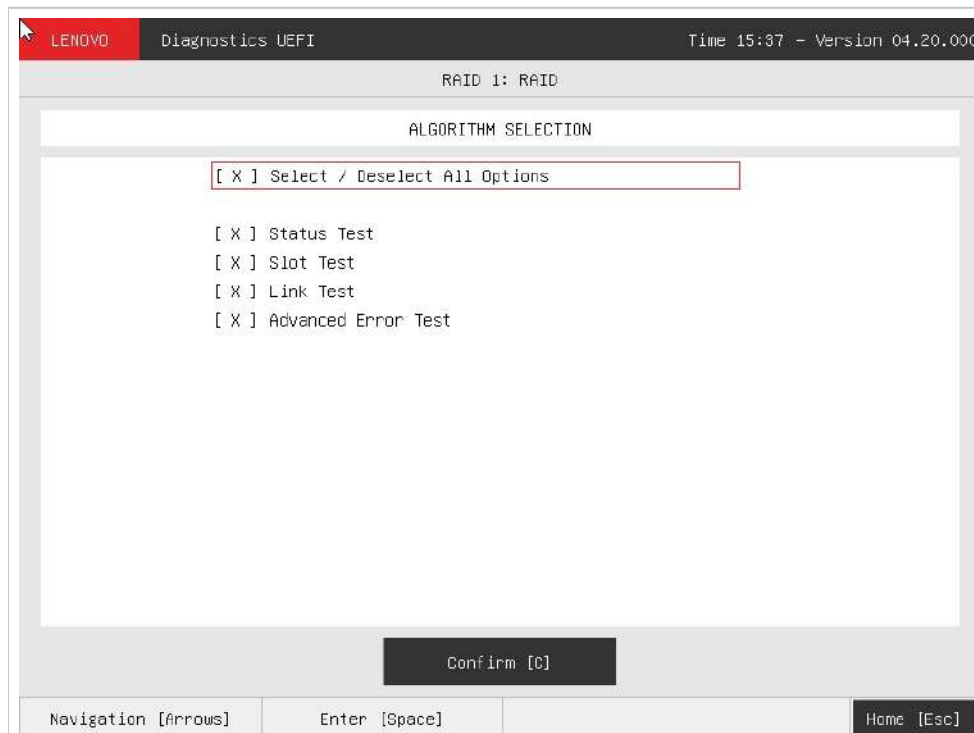 LENOVO Diagnostics UEFI Time 15:37 - Version 04.20.000
RAID 1: RAID
ALGORITHM SELECTION
[ X ] Select / Deselect All Options
[ X ] Status Test
[ X ] Slot Test
[ X ] Link Test
[ X ] Advanced Error Test
Confirm [C]
Navigation [Arrows] Enter [Space] Home [Esc]